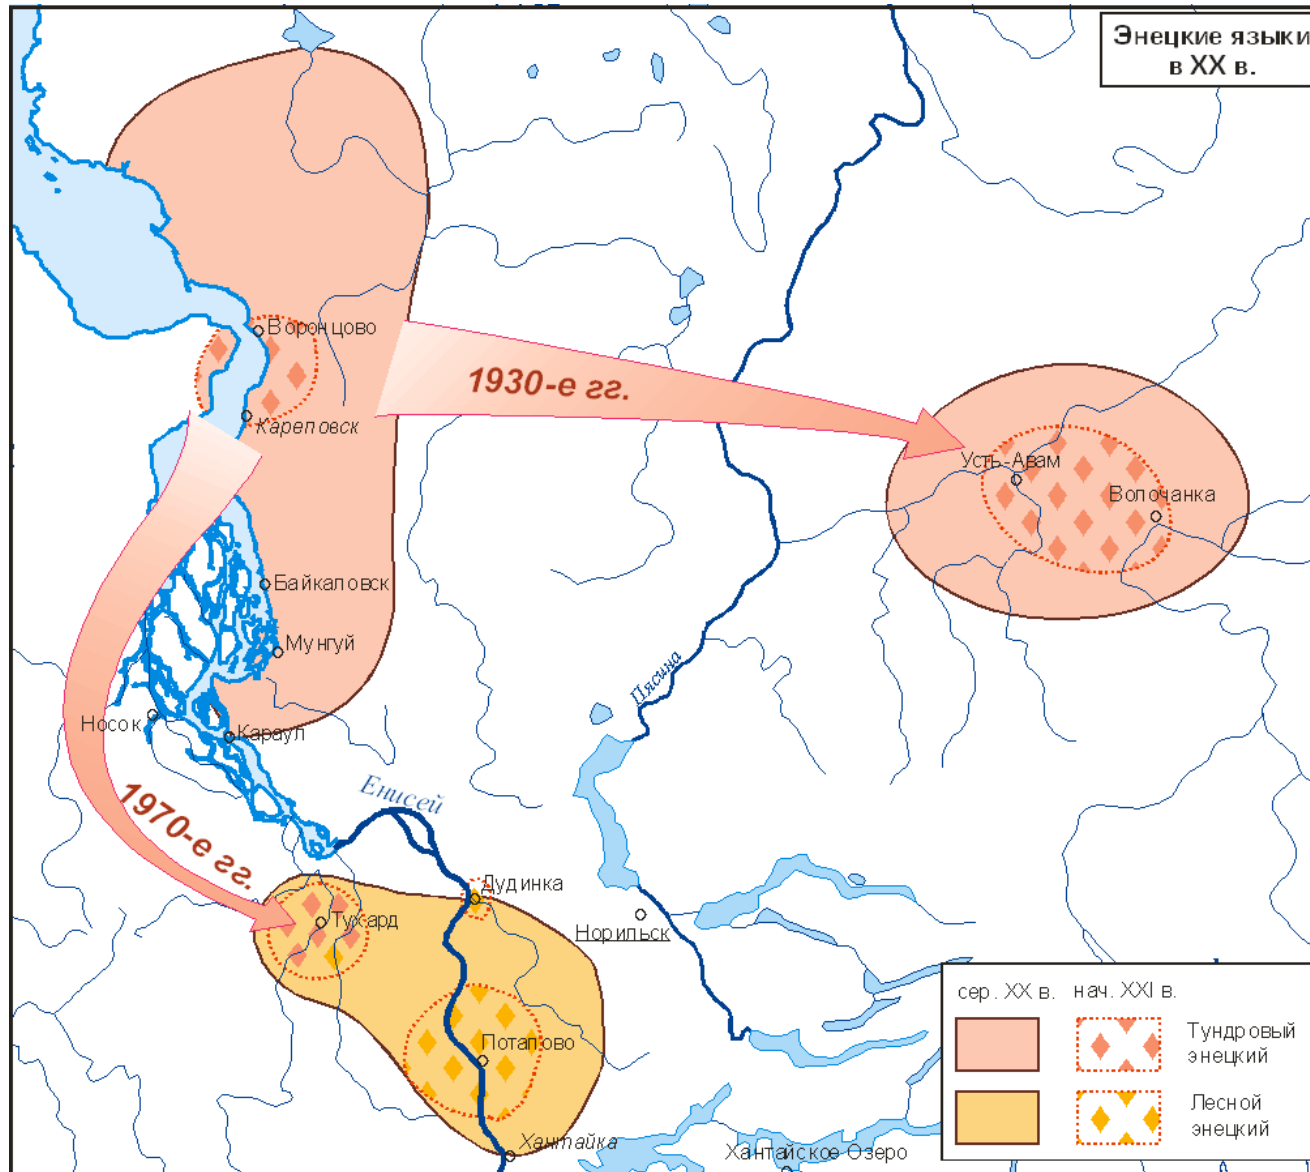 Энецкие языки
в XX в.
Воронцово
1930-е гг.
Кареповск
Усть-Авам
Волочанка
Байкаловск
Мунгуй
Пясина
Носок
Караул
Енисей
1970-е гг.
Дудинка
Тухард
Норильск
Потапово
Хантайка
Хантайское Озеро
сер. XX в. нач. XXI в.
Тундровый
энецкий
Лесной
энецкий